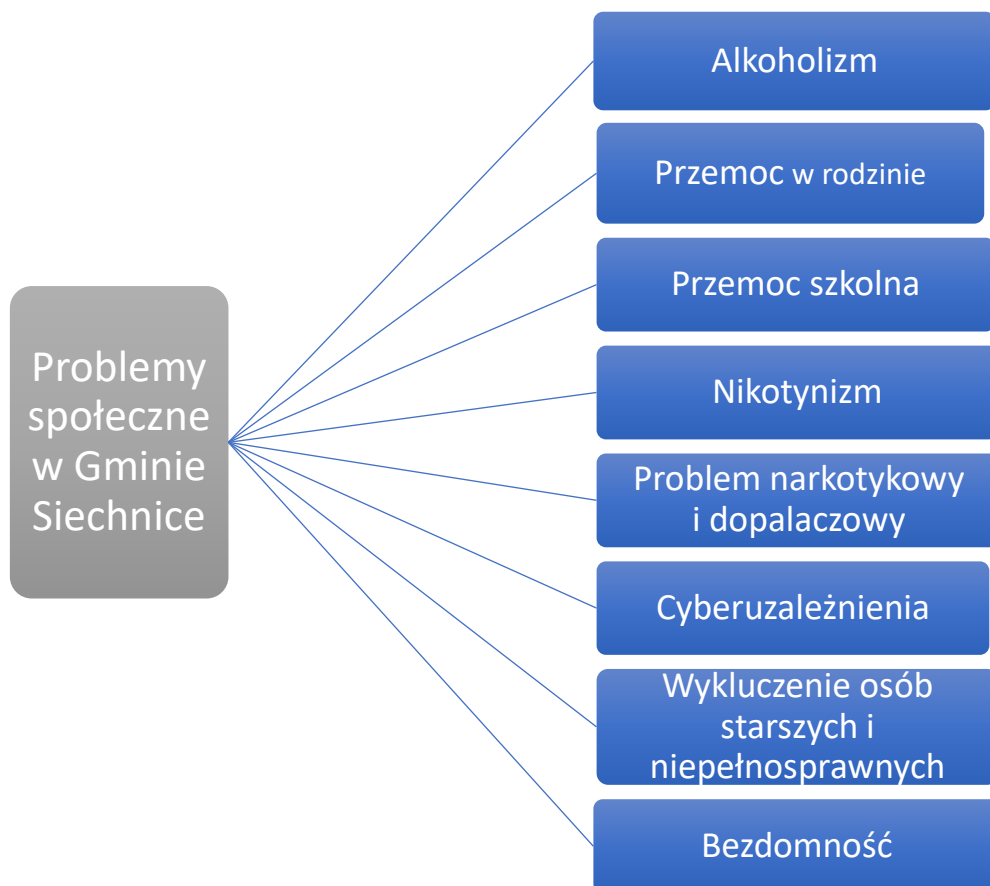 Problemy
społeczne
w Gminie
Siechnice
Alkoholizm
Przemoc w rodzinie
Przemoc szkolna
Nikotynizm
Problem narkotykowy
i dopalaczowy
Cyberuzależnienia
Wykluczenie osób
starszych i
niepełnosprawnych
Bezdomność